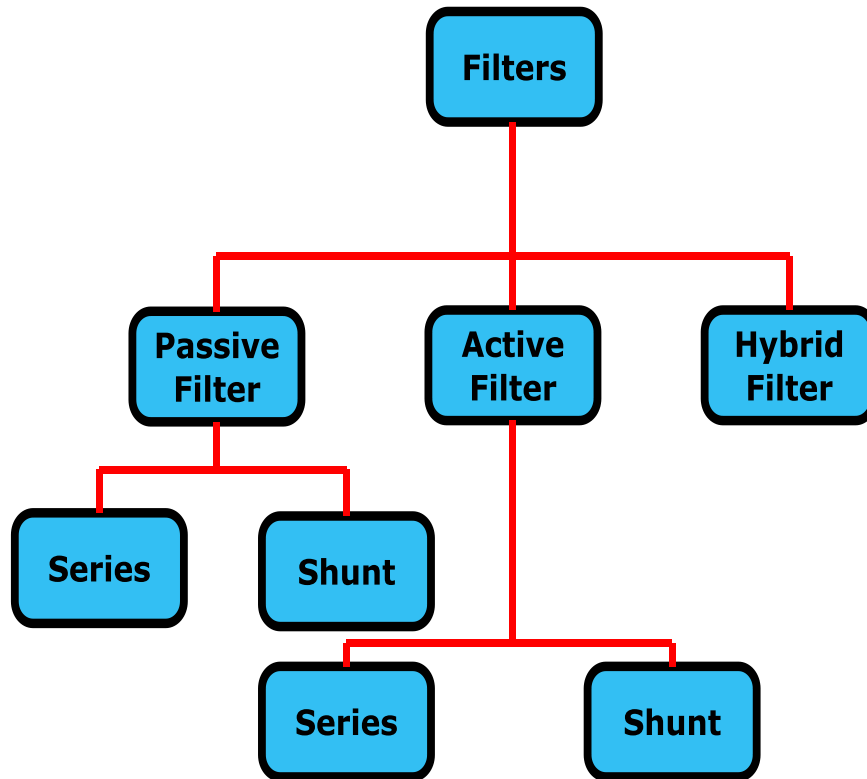 Filters
Passive
Filter
Active
Filter
Hybrid
Filter
Series
Shunt
Series
Shunt